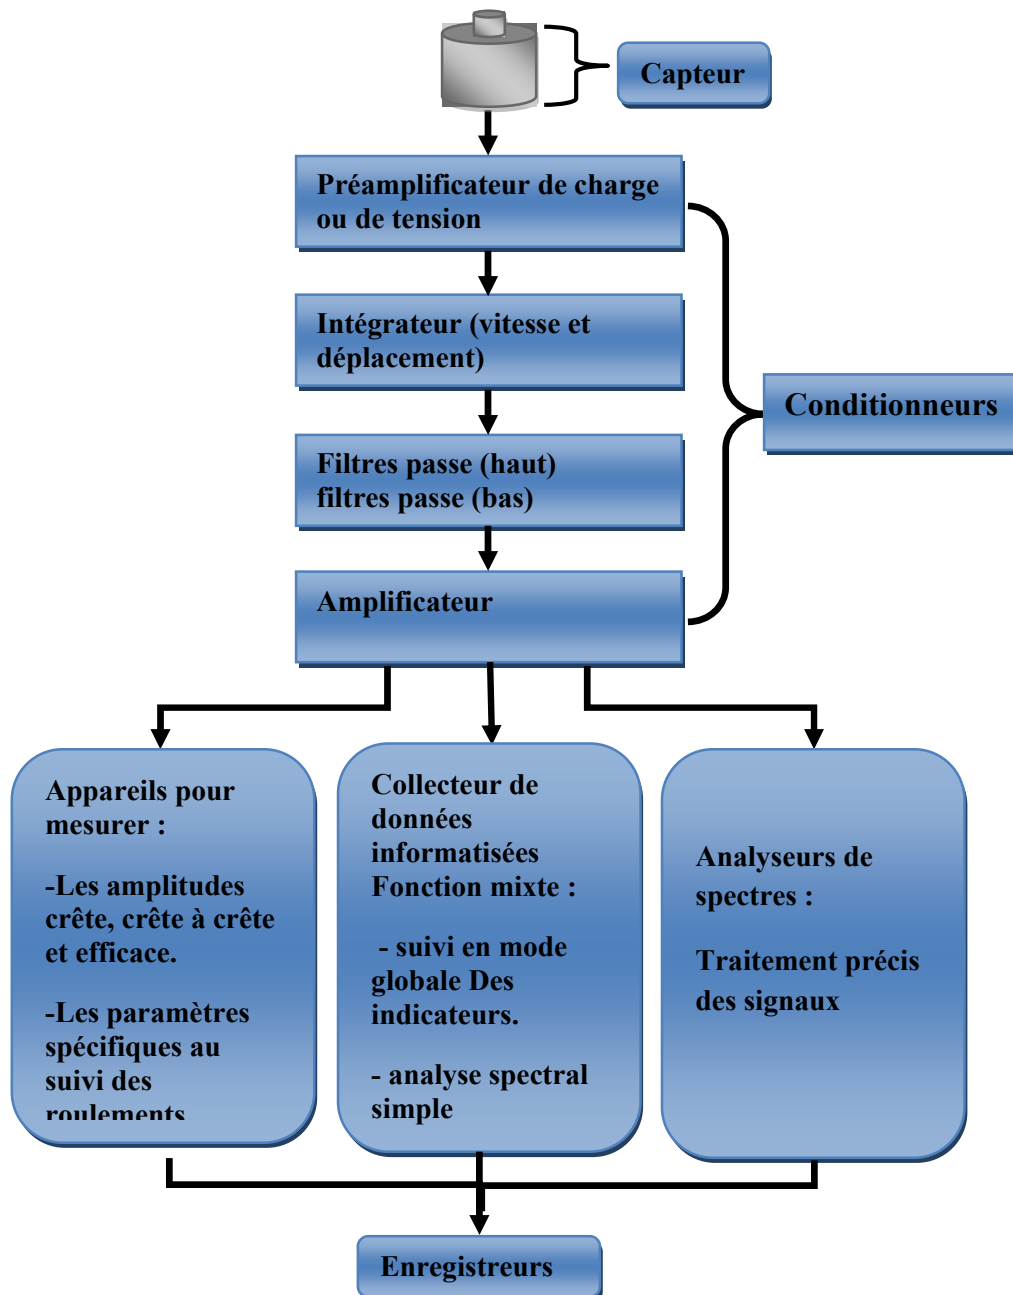 Capteur
Préamplificateur de charge
ou de tension
Intégrateur (vitesse et
déplacement)
Conditionneurs
Filtres passe (haut)
filtres passe (bas)
Amplificateur
Appareils pour
mesurer :
-Les amplitudes
crête, crête à crête
et efficace.
-Les paramètres
spécifiques au
suivi des
roulements
Collecteur de
données
informatisées
Fonction mixte :
- suivi en mode
globale Des
indicateurs.
- analyse spectral
simple
Analyseurs de
spectres :
Traitement précis
des signaux
Enregistreurs